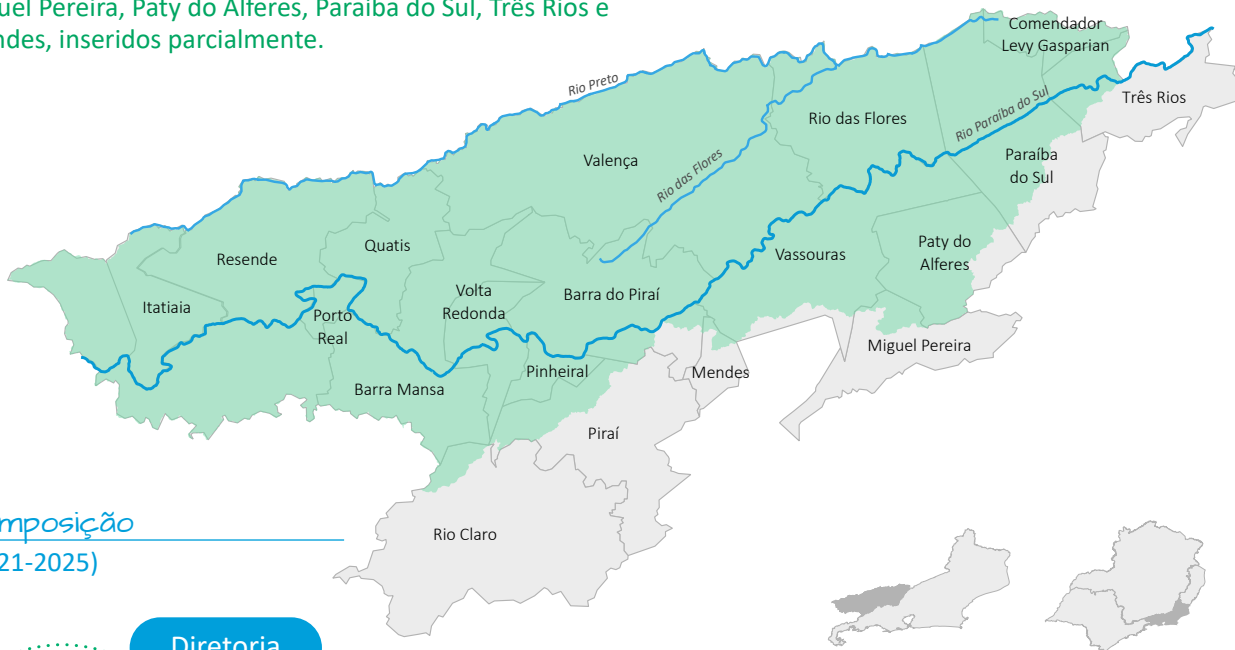 uel Pereira, Paty do Alferes, Paraíba do Sul, Três Rios e
ndes, inseridos parcialmente.
Comendador
Levy Gasparian
Rio Preto
Três Rios
Rio das Flores
Rio Paraiba do Sul
Valença
Paraíba
do Sul
Rio das Flores
Quatis
Resende
Vassouras
Paty do
Alferes
Itatiaia
Volta
Redonda
Barra do Piraí
Porto
Real
Miguel Pereira
Pinheiral
Mendes
Barra Mansa
Piraí
Rio Claro
mposição
21-2025)
Diretoria